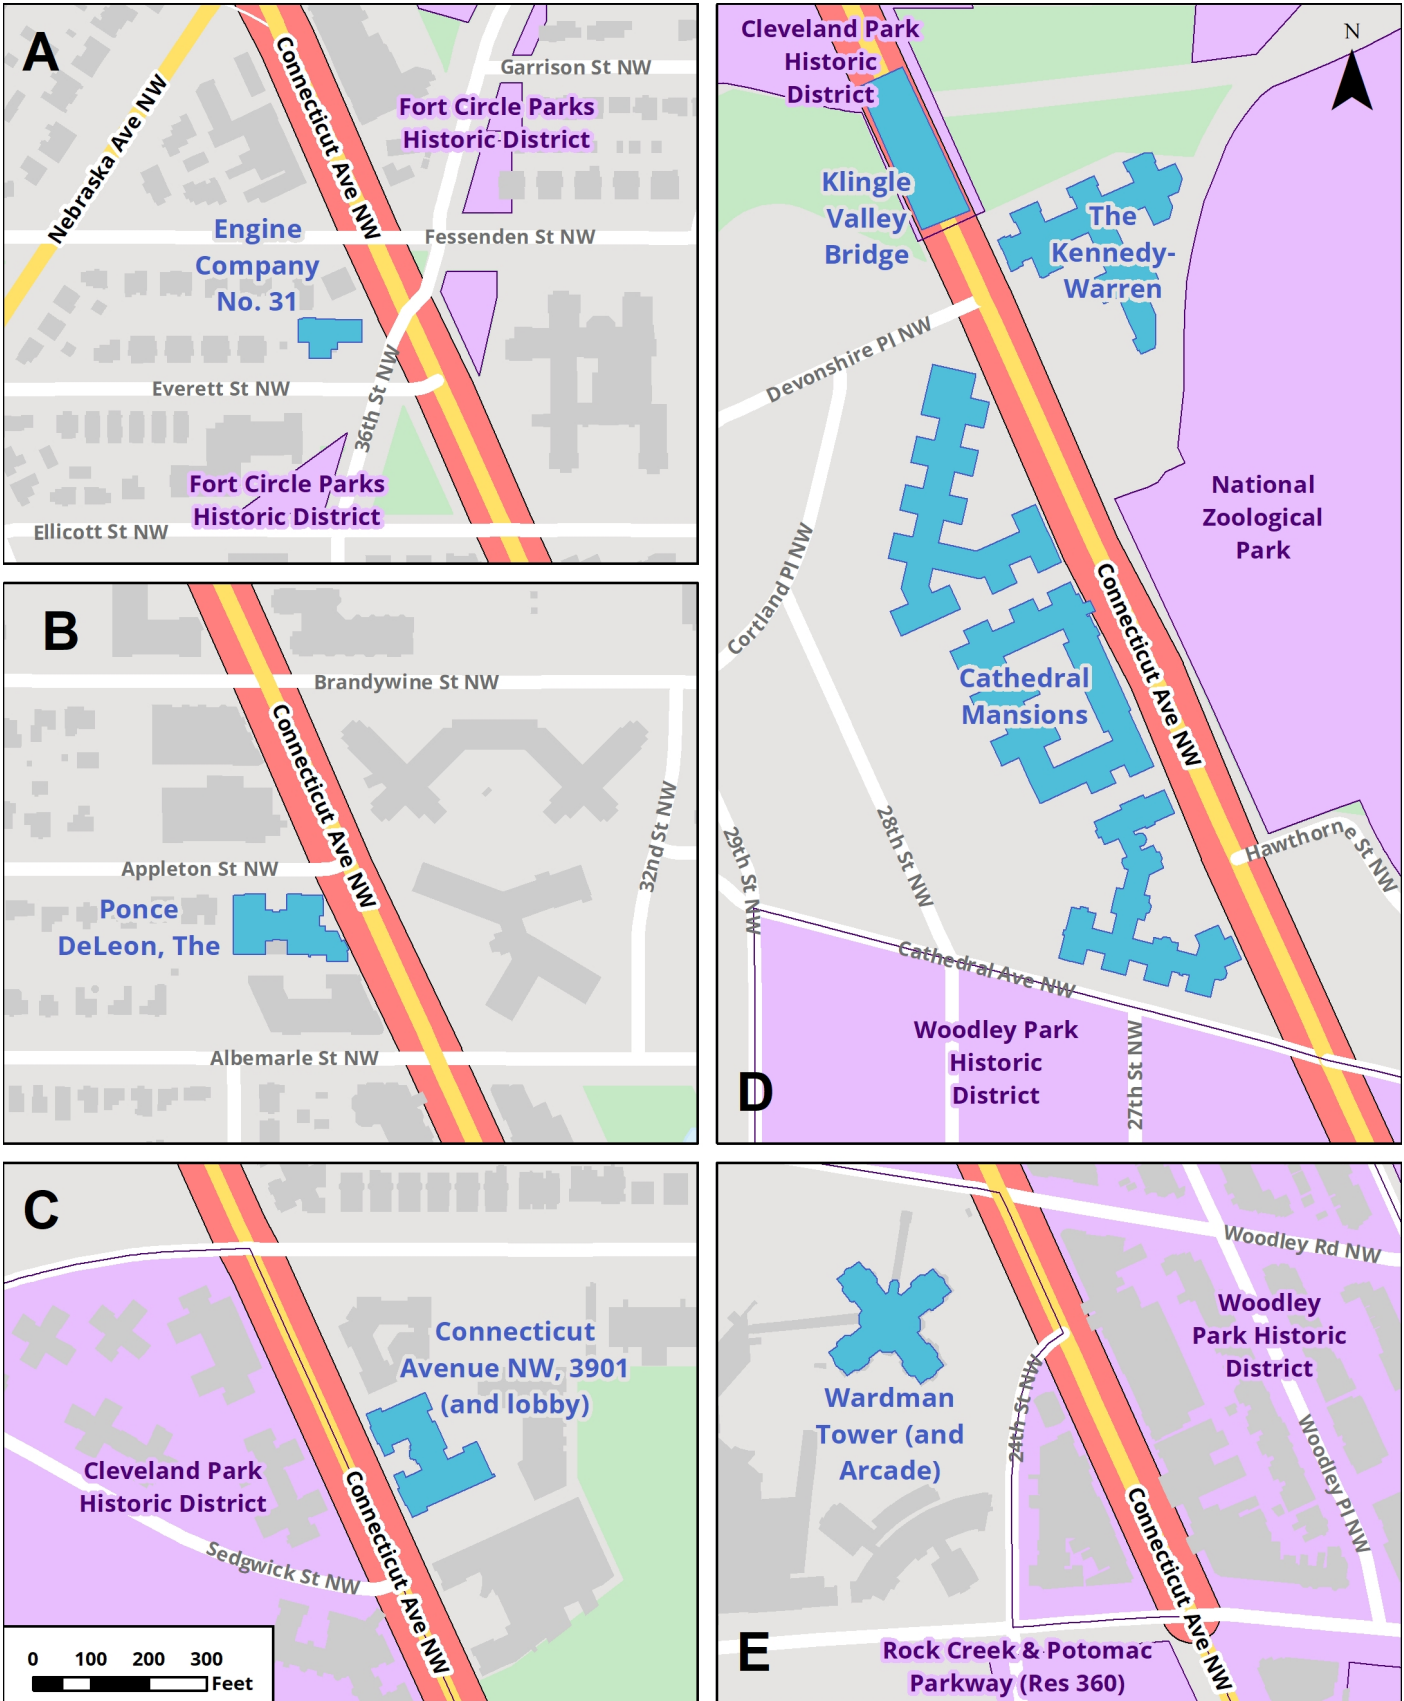 A
Nebraska Ave NW
Connecticut Ave NW
Garrison St NW
Fort Circle Parks
Historic District
Engine
Company
No. 31
Fessenden St NW
Everett St NW
36th St NW
Fort Circle Parks
Historic District
Ellicott St NW
B
Brandywine St NW
Connecticut Ave NW
32nd St NW
Appleton St NW
Ponce
DeLeon, The
Albemarle St NW
C
Connecticut
Avenue NW, 3901
(and lobby)
Cleveland Park
Historic District
Connecticut Ave NW
Sedgwick St NW
0 100 200 300
Feet
Cleveland Park
Historic
District
N
Klingle
Valley
Bridge
The
Kennedy-
Warren
Devonshire Pl NW
National
Zoological
Park
Cortland Pl NW
Connecticut Ave NW
Cathedral
Mansions
28th St NW
29th St NW
Hawthorne St NW
Cathedral Ave NW
Woodley Park
Historic
District
27th St NW
D
Woodley Rd NW
Woodley
Park Historic
District
24th St NW
Wardman
Tower (and
Arcade)
Woodley Pl NW
Connecticut Ave NW
E
Rock Creek & Potomac
Parkway (Res 360)